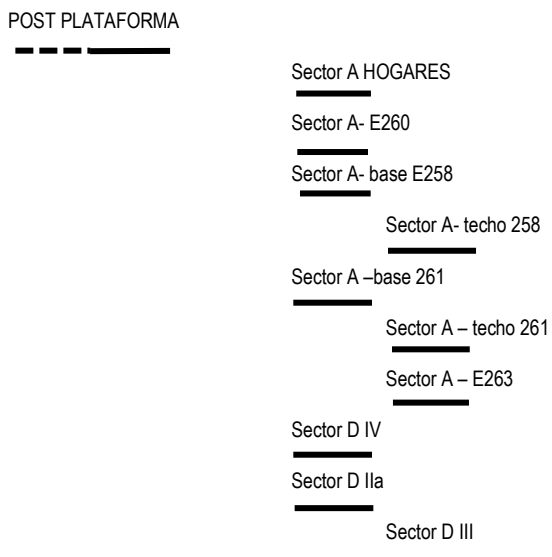 POST PLATAFORMA
Sector A HOGARES
Sector A- E260
Sector A- base E258
Sector A- techo 258
Sector A –base 261
Sector A – techo 261
Sector A – E263
Sector D IV
Sector D IIa
Sector D III